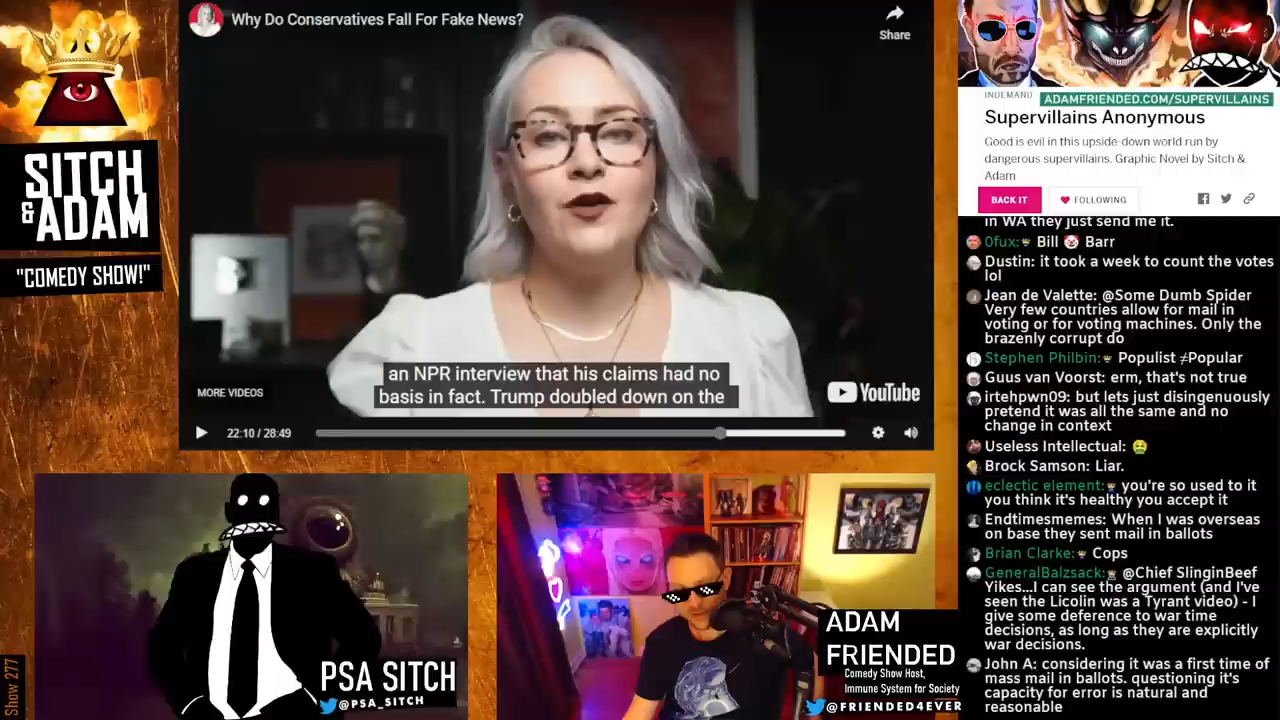 Why Do Conservatives Fall For Fake News?
Share
SITCH
& ADAM
"COMEDY SHOW!"
an NPR interview that his claims had no
basis in fact. Trump doubled down on the
MORE VIDEOS
YouTube
22:10 / 28:49
INDEMAND
ADAMFRIENDED.COM/SUPERVILLAINS
Supervillains Anonymous
Good is evil in this upside-down world run by
dangerous supervillains. Graphic Novel by Sitch &
Adam
BACK IT
FOLLOWING
in WA they just send me it.
0fux: Bill Barr
Dustin: it took a week to count the votes
lol
Jean de Valette: @Some Dumb Spider
Very few countries allow for mail in
voting or for voting machines. Only the
brazenly corrupt do
Stephen Philbin: Populist ≠Popular
Guus van Voorst: erm, that's not true
irtehpwn09: but lets just disingenuously
pretend it was all the same and no
change in context
Useless Intellectual: 🤢
Brock Samson: Liar.
eclectic element: you're so used to it
you think it's healthy you accept it
Endtimesmemes: When I was overseas
on base they sent mail in ballots
Brian Clarke: Cops
GeneralBalzsack: @Chief SlinginBeef
Yikes...I can see the argument (and I've
seen the Licolin was a Tyrant video) - I
give some deference to war time
decisions, as long as they are explicitly
war decisions.
John A: considering it was a first time of
mass mail in ballots. questioning it's
capacity for error is natural and
reasonable
Show 277
PSA SITCH
@PSA_SITCH
ADAM
FRIENDED
Comedy Show Host,
Immune System for Society
@FRIENDED4EVER